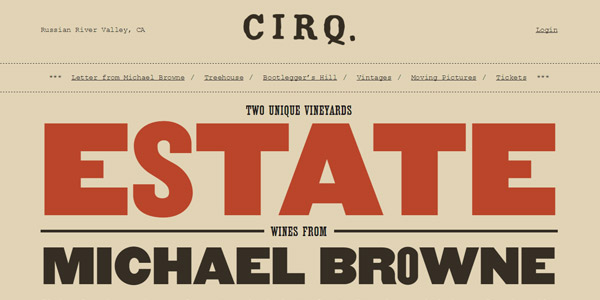 Russian River Valley, CA
CIRQ.
Login
*** Letter from Michael Browne / Treehouse / Bootlegger's Hill / Vintages / Moving Pictures / Tickets ***
TWO UNIQUE VINEYARDS
ESTATE
WINES FROM
MICHAEL BROWNE